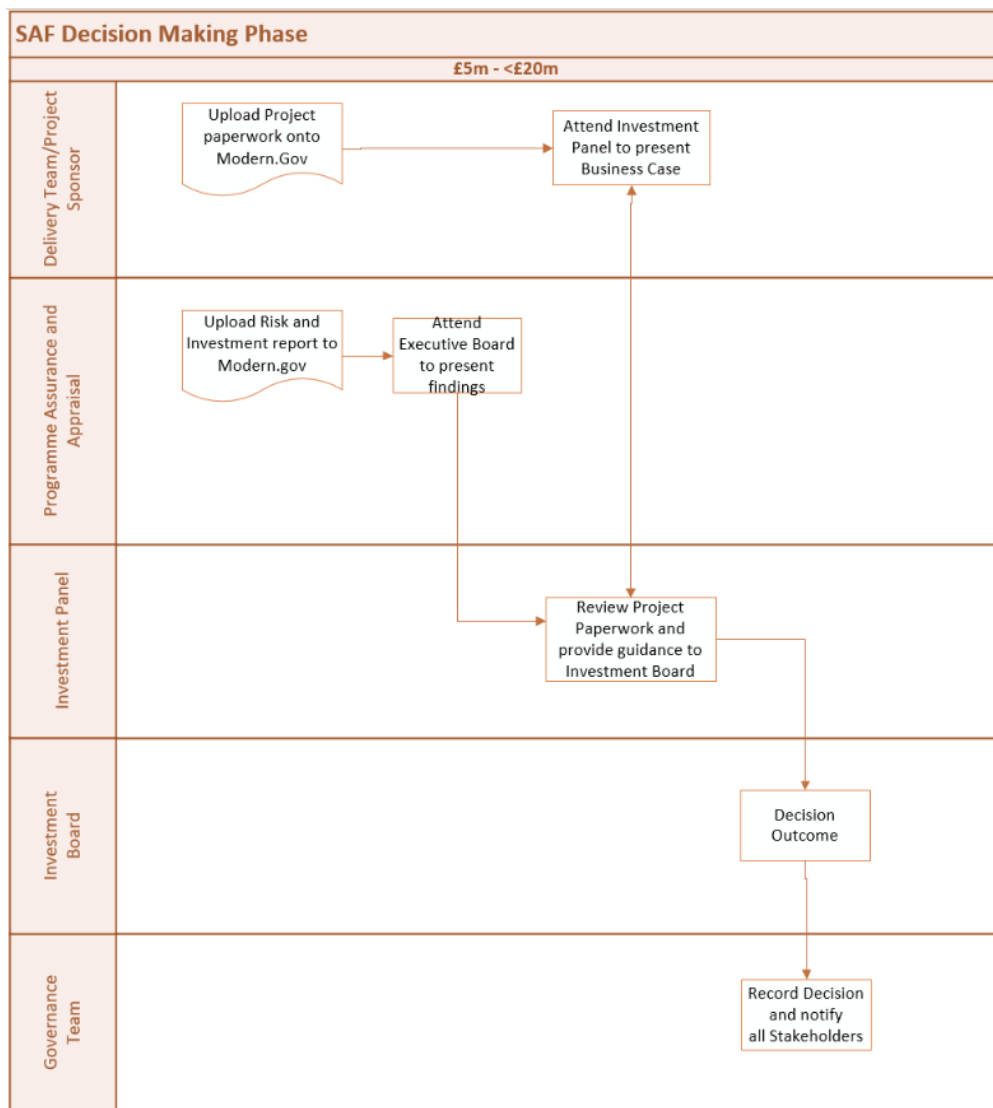 SAF Decision Making Phase
£5m - <£20m
Delivery Team/Project
Sponsor
Upload Project
paperwork onto
Modern.Gov
Attend Investment
Panel to present
Business Case
Programme Assurance and
Appraisal
Upload Risk and
Investment report to
Modern.gov
Attend
Executive Board
to present
findings
Investment Panel
Review Project
Paperwork and
provide guidance to
Investment Board
Investment
Board
Decision
Outcome
Governance
Team
Record Decision
and notify
all Stakeholders